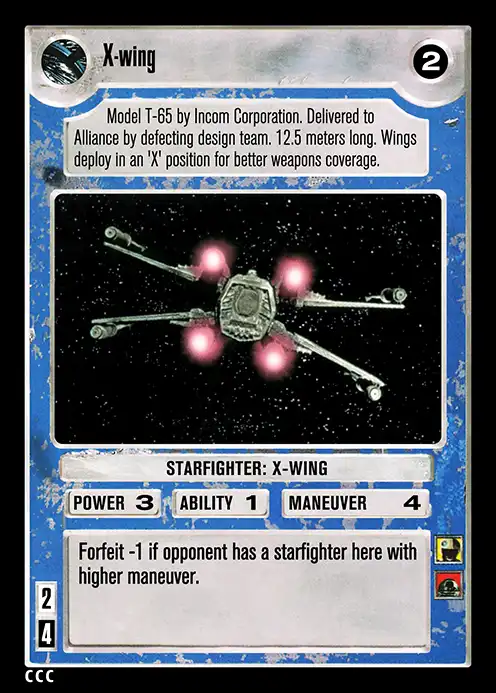 X-wing
2
Model T-65 by Incom Corporation. Delivered to
Alliance by defecting design team. 12.5 meters long. Wings
deploy in an 'X' position for better weapons coverage.
STARFIGHTER: X-WING
POWER 3 ABILITY 1 MANEUVER 4
Forfeit -1 if opponent has a starfighter here with
higher maneuver.
2
4
CCC